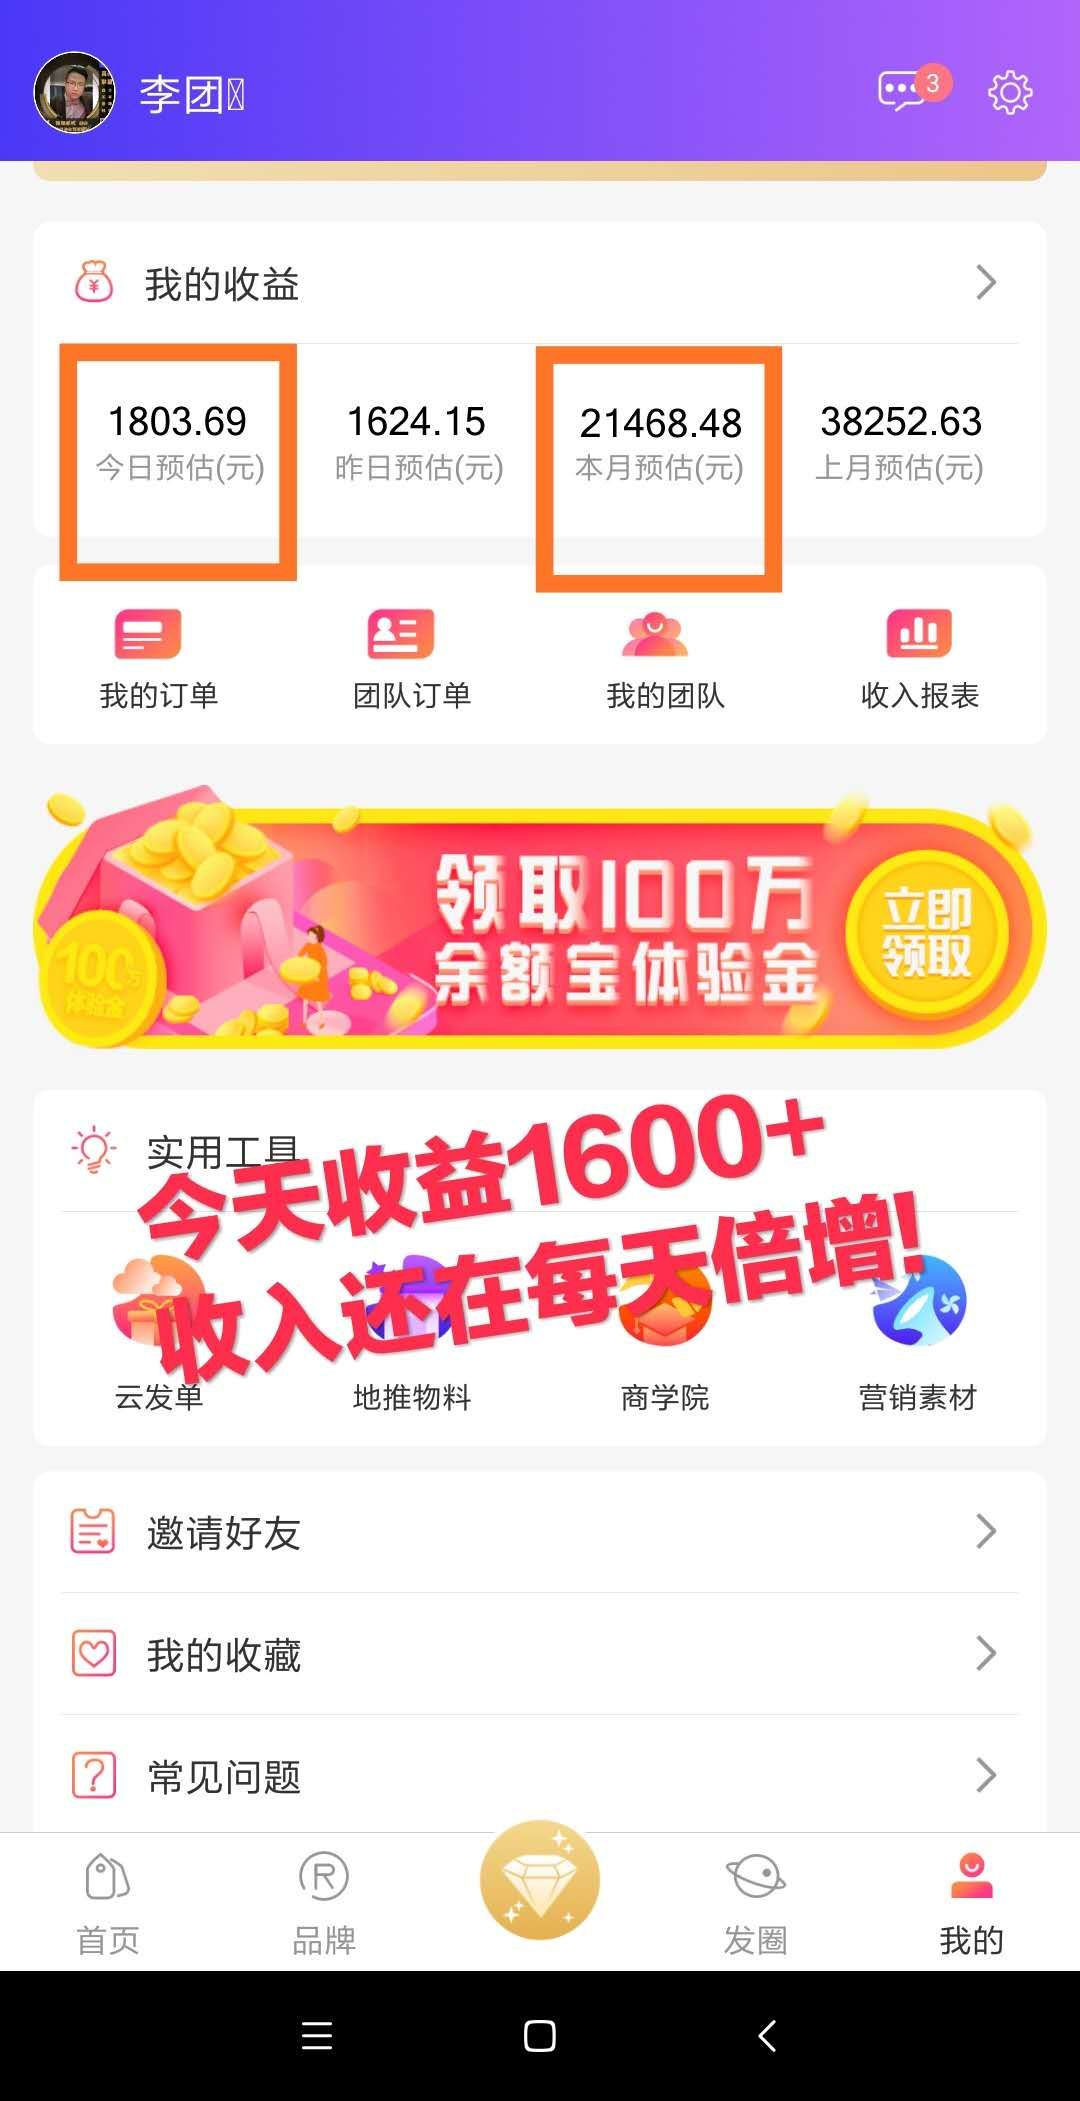 李团
3
我的收益
1803.69 1624.15 21468.48 38252.63
今日预估(元) 昨日预估(元) 本月预估(元) 上月预估(元)
我的订单 团队订单 我的团队 收入报表
领取100万
余额宝体验金
立即
领取
100万
体验金
实用工具
今天收益1600+
收入还在每天倍增!
云发单 地推物料 商学院 营销素材
邀请好友
我的收藏
常见问题
首页 品牌 发圈 我的